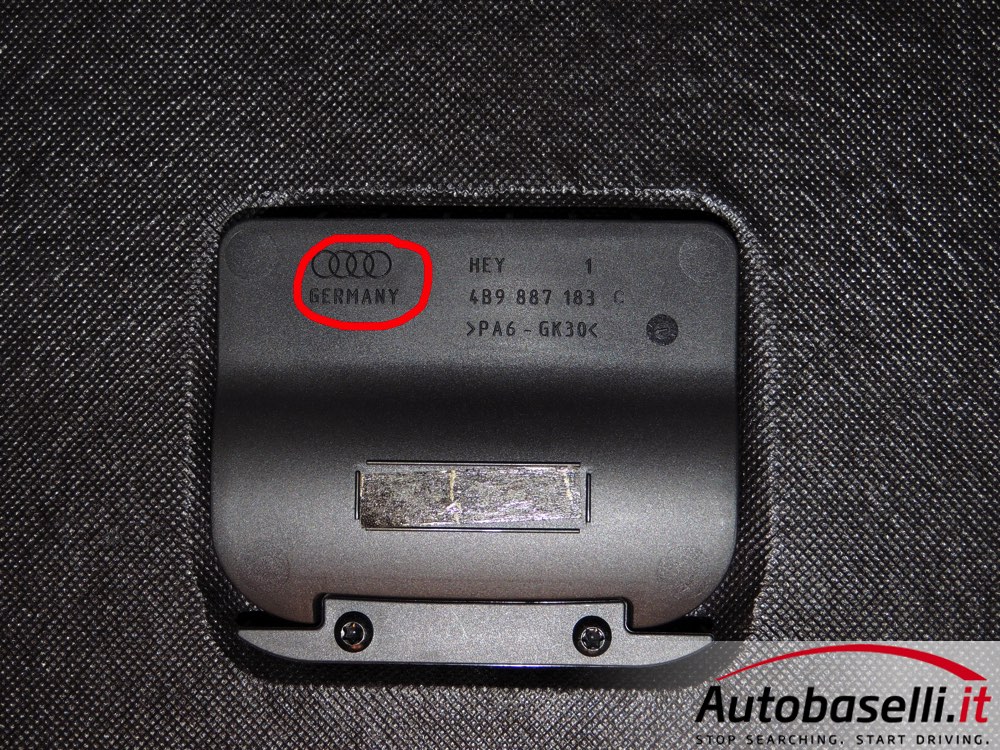 GERMANY
HEY 1
4B9 887 183 C
>PA6-GK30<
Autobaselli.it
STOP SEARCHING. START DRIVING.